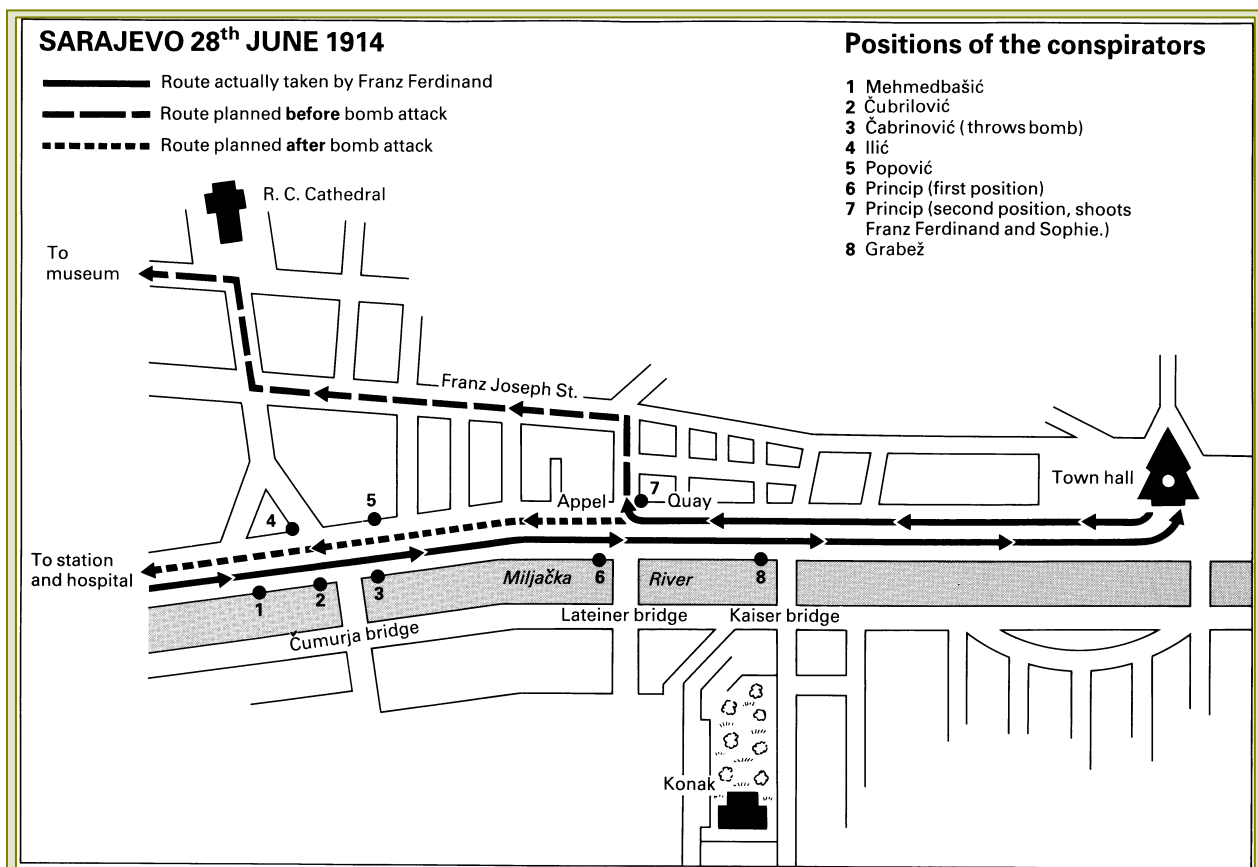 SARAJEVO 28th JUNE 1914
Route actually taken by Franz Ferdinand
Route planned before bomb attack
Route planned after bomb attack
Positions of the conspirators
1 Mehmedbašić
2 Čubrilović
3 Čabrinović (throws bomb)
4 Ilić
5 Popović
6 Princip (first position)
7 Princip (second position, shoots
Franz Ferdinand and Sophie.)
8 Grabež
R. C. Cathedral
To
museum
Franz Joseph St.
Town hall
7
Appel Quay
5
4
To station
and hospital
Miljačka River
6
8
1
2
3
Lateiner bridge
Kaiser bridge
Čumurja bridge
Konak